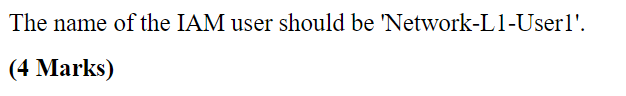 The name of the IAM user should be 'Network-L1-User1'.
(4 Marks)